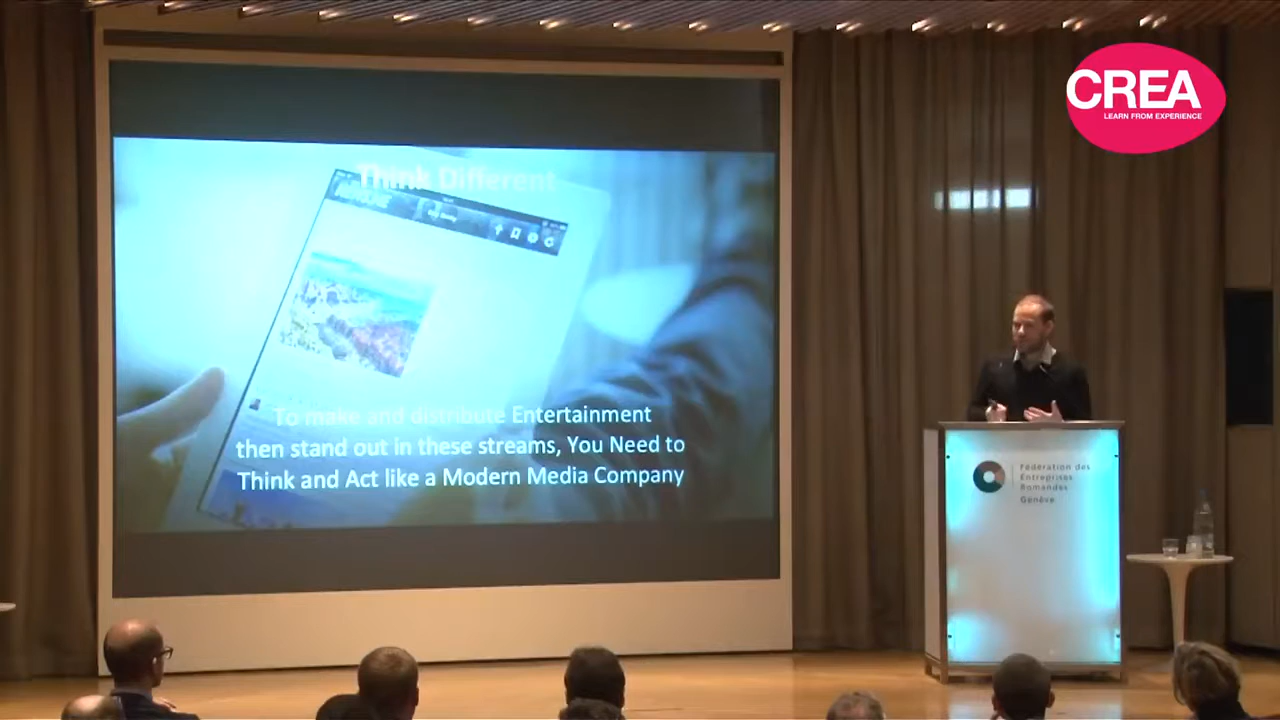 CREA
LEARN FROM EXPERIENCE
Think Different
To make and distribute Entertainment
then stand out in these streams, You Need to
Think and Act like a Modern Media Company
Fédération des
Entreprises
Romandes
Genève